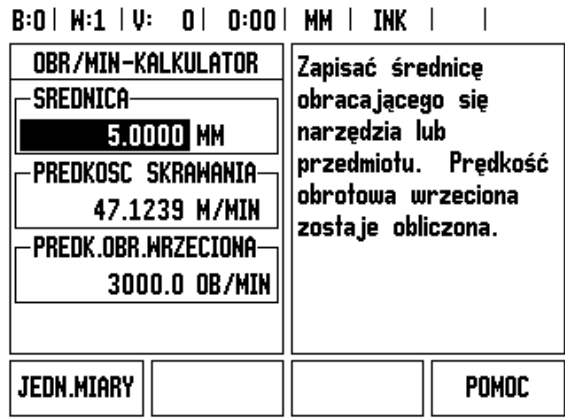 B:0 | W:1 | V: 0 | 0:00 | MM | INK | |
OBR/MIN-KALKULATOR
SREDNICA
5.0000 MM
PREDKOSC SKRAWANIA
47.1239 M/MIN
PREDK.OBR.WRZECIONA
3000.0 OB/MIN
Zapisać średnicę
obracającego się
narzędzia lub
przedmiotu. Prędkość
obrotowa wrzeciona
zostaje obliczona.
JEDN.MIARY
POMOC